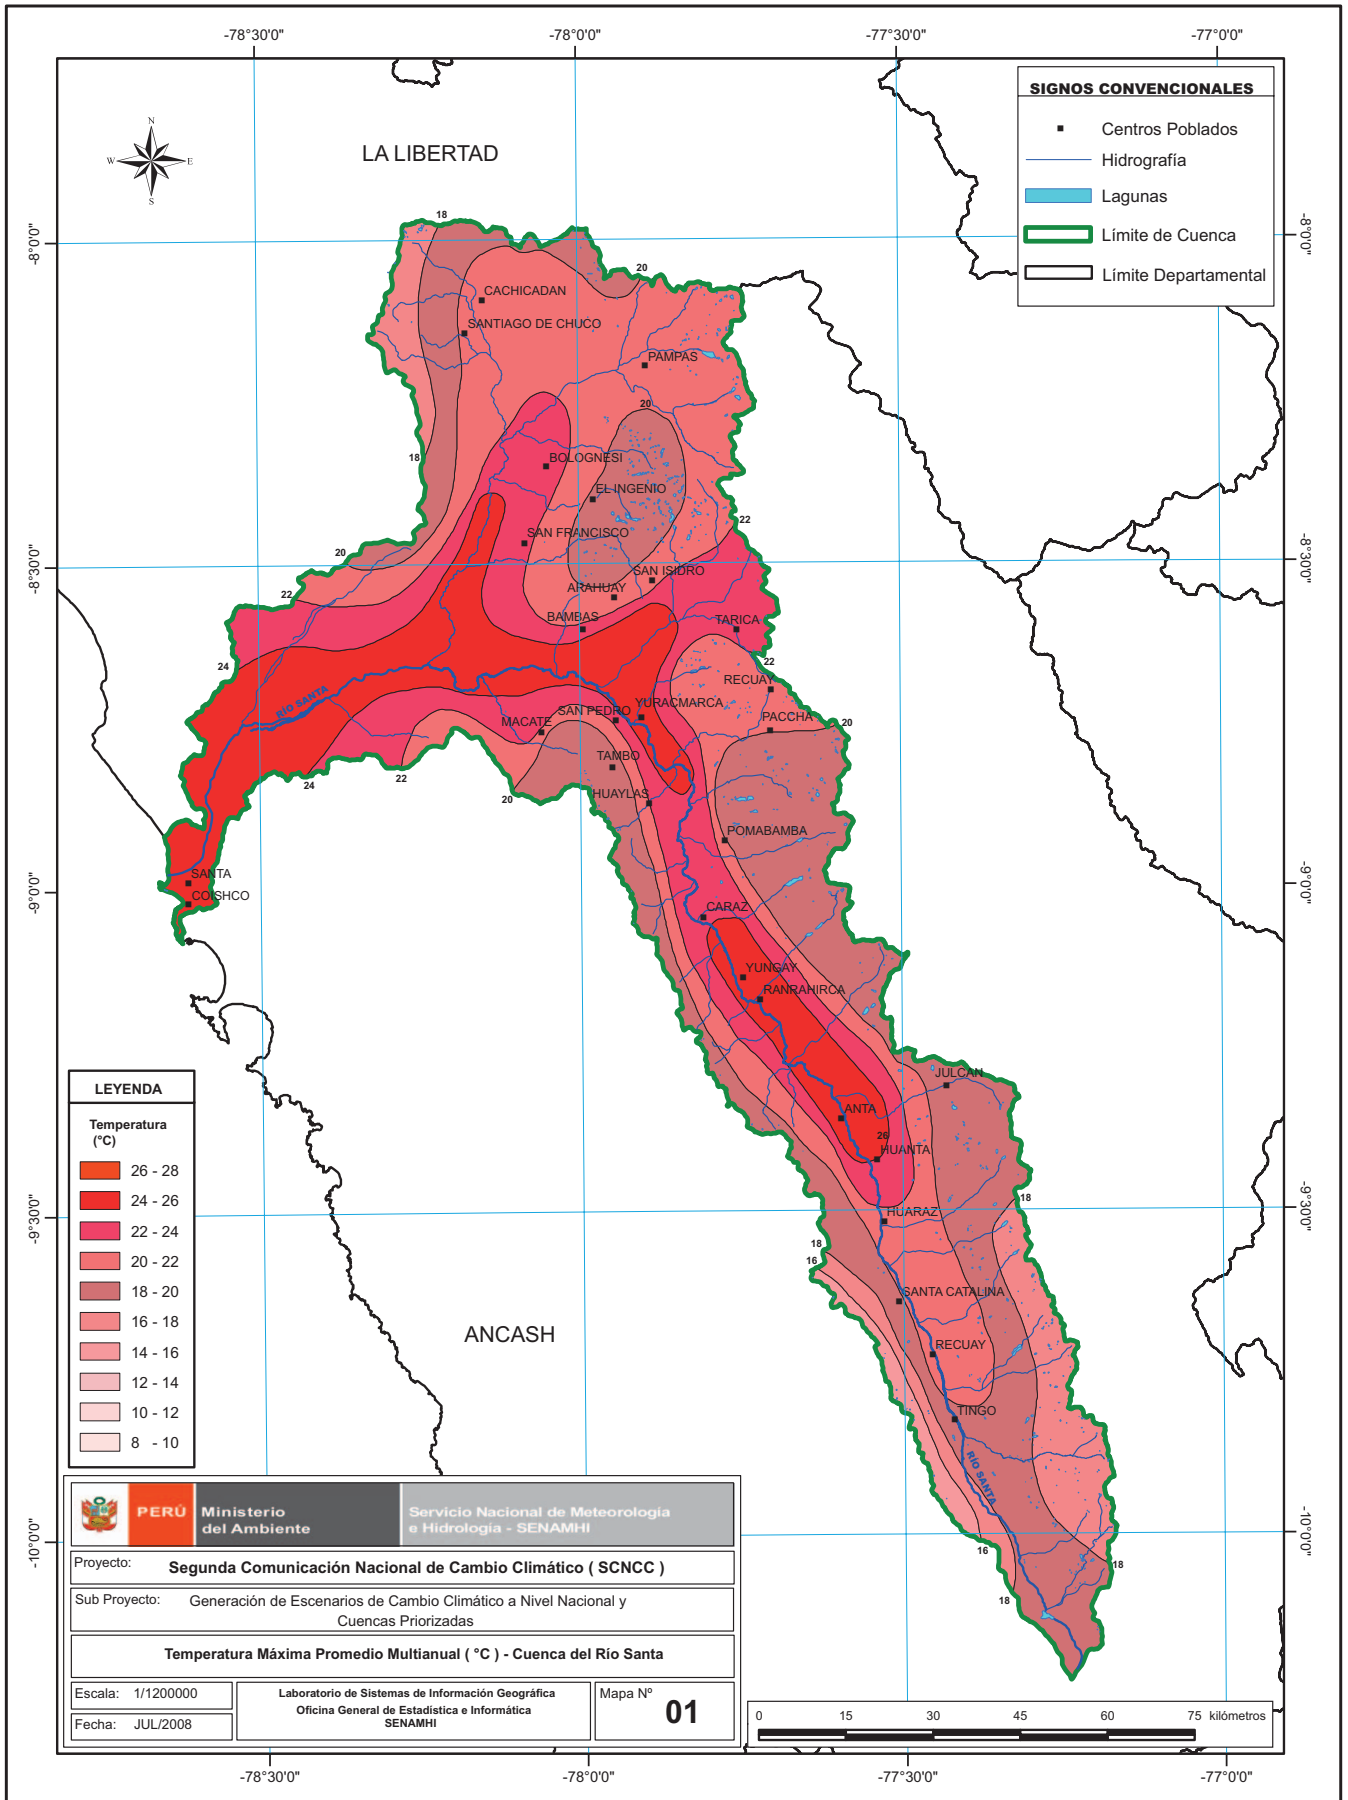 -78°30'0"
-78°0'0"
-77°30'0"
-77°0'0"
SIGNOS CONVENCIONALES
Centros Poblados
Hidrografía
Lagunas
Límite de Cuenca
Límite Departamental
N
W
E
S
LA LIBERTAD
-8°0'0"
-8°0'0"
18
20
CACHICADAN
SANTIAGO DE CHUCO
PAMPAS
20
18
BOLOGNESI
EL INGENIO
22
SAN FRANCISCO
20
-8°30'0"
-8°30'0"
SAN ISIDRO
ARAHUAY
22
BAMBAS
TARICA
24
22
RECUAY
RÍO SANTA
YURACMARCA
SAN PEDRO
PACCHA
MACATE
20
TAMBO
24
22
20
HUAYLAS
POMABAMBA
SANTA
COISHCO
-9°0'0"
-9°0'0"
CARAZ
YUNGAY
RANRAHIRCA
JULCAN
ANTA
26
HUANTA
18
HUARAZ
-9°30'0"
-9°30'0"
18
16
SANTA CATALINA
ANCASH
RECUAY
TINGO
RÍO SANTA
16
18
18
-10°0'0"
-10°0'0"
LEYENDA
Temperatura
(°C)
26 - 28
24 - 26
22 - 24
20 - 22
18 - 20
16 - 18
14 - 16
12 - 14
10 - 12
8 - 10
PERÚ
Ministerio
del Ambiente
Servicio Nacional de Meteorología
e Hidrología - SENAMHI
Proyecto: Segunda Comunicación Nacional de Cambio Climático ( SCNCC )
Sub Proyecto: Generación de Escenarios de Cambio Climático a Nivel Nacional y
Cuencas Priorizadas
Temperatura Máxima Promedio Multianual ( °C ) - Cuenca del Río Santa
Escala: 1/1200000
Fecha: JUL/2008
Laboratorio de Sistemas de Información Geográfica
Oficina General de Estadística e Informática
SENAMHI
Mapa Nº
01
0 15 30 45 60 75 kilómetros
-78°30'0"
-78°0'0"
-77°30'0"
-77°0'0"